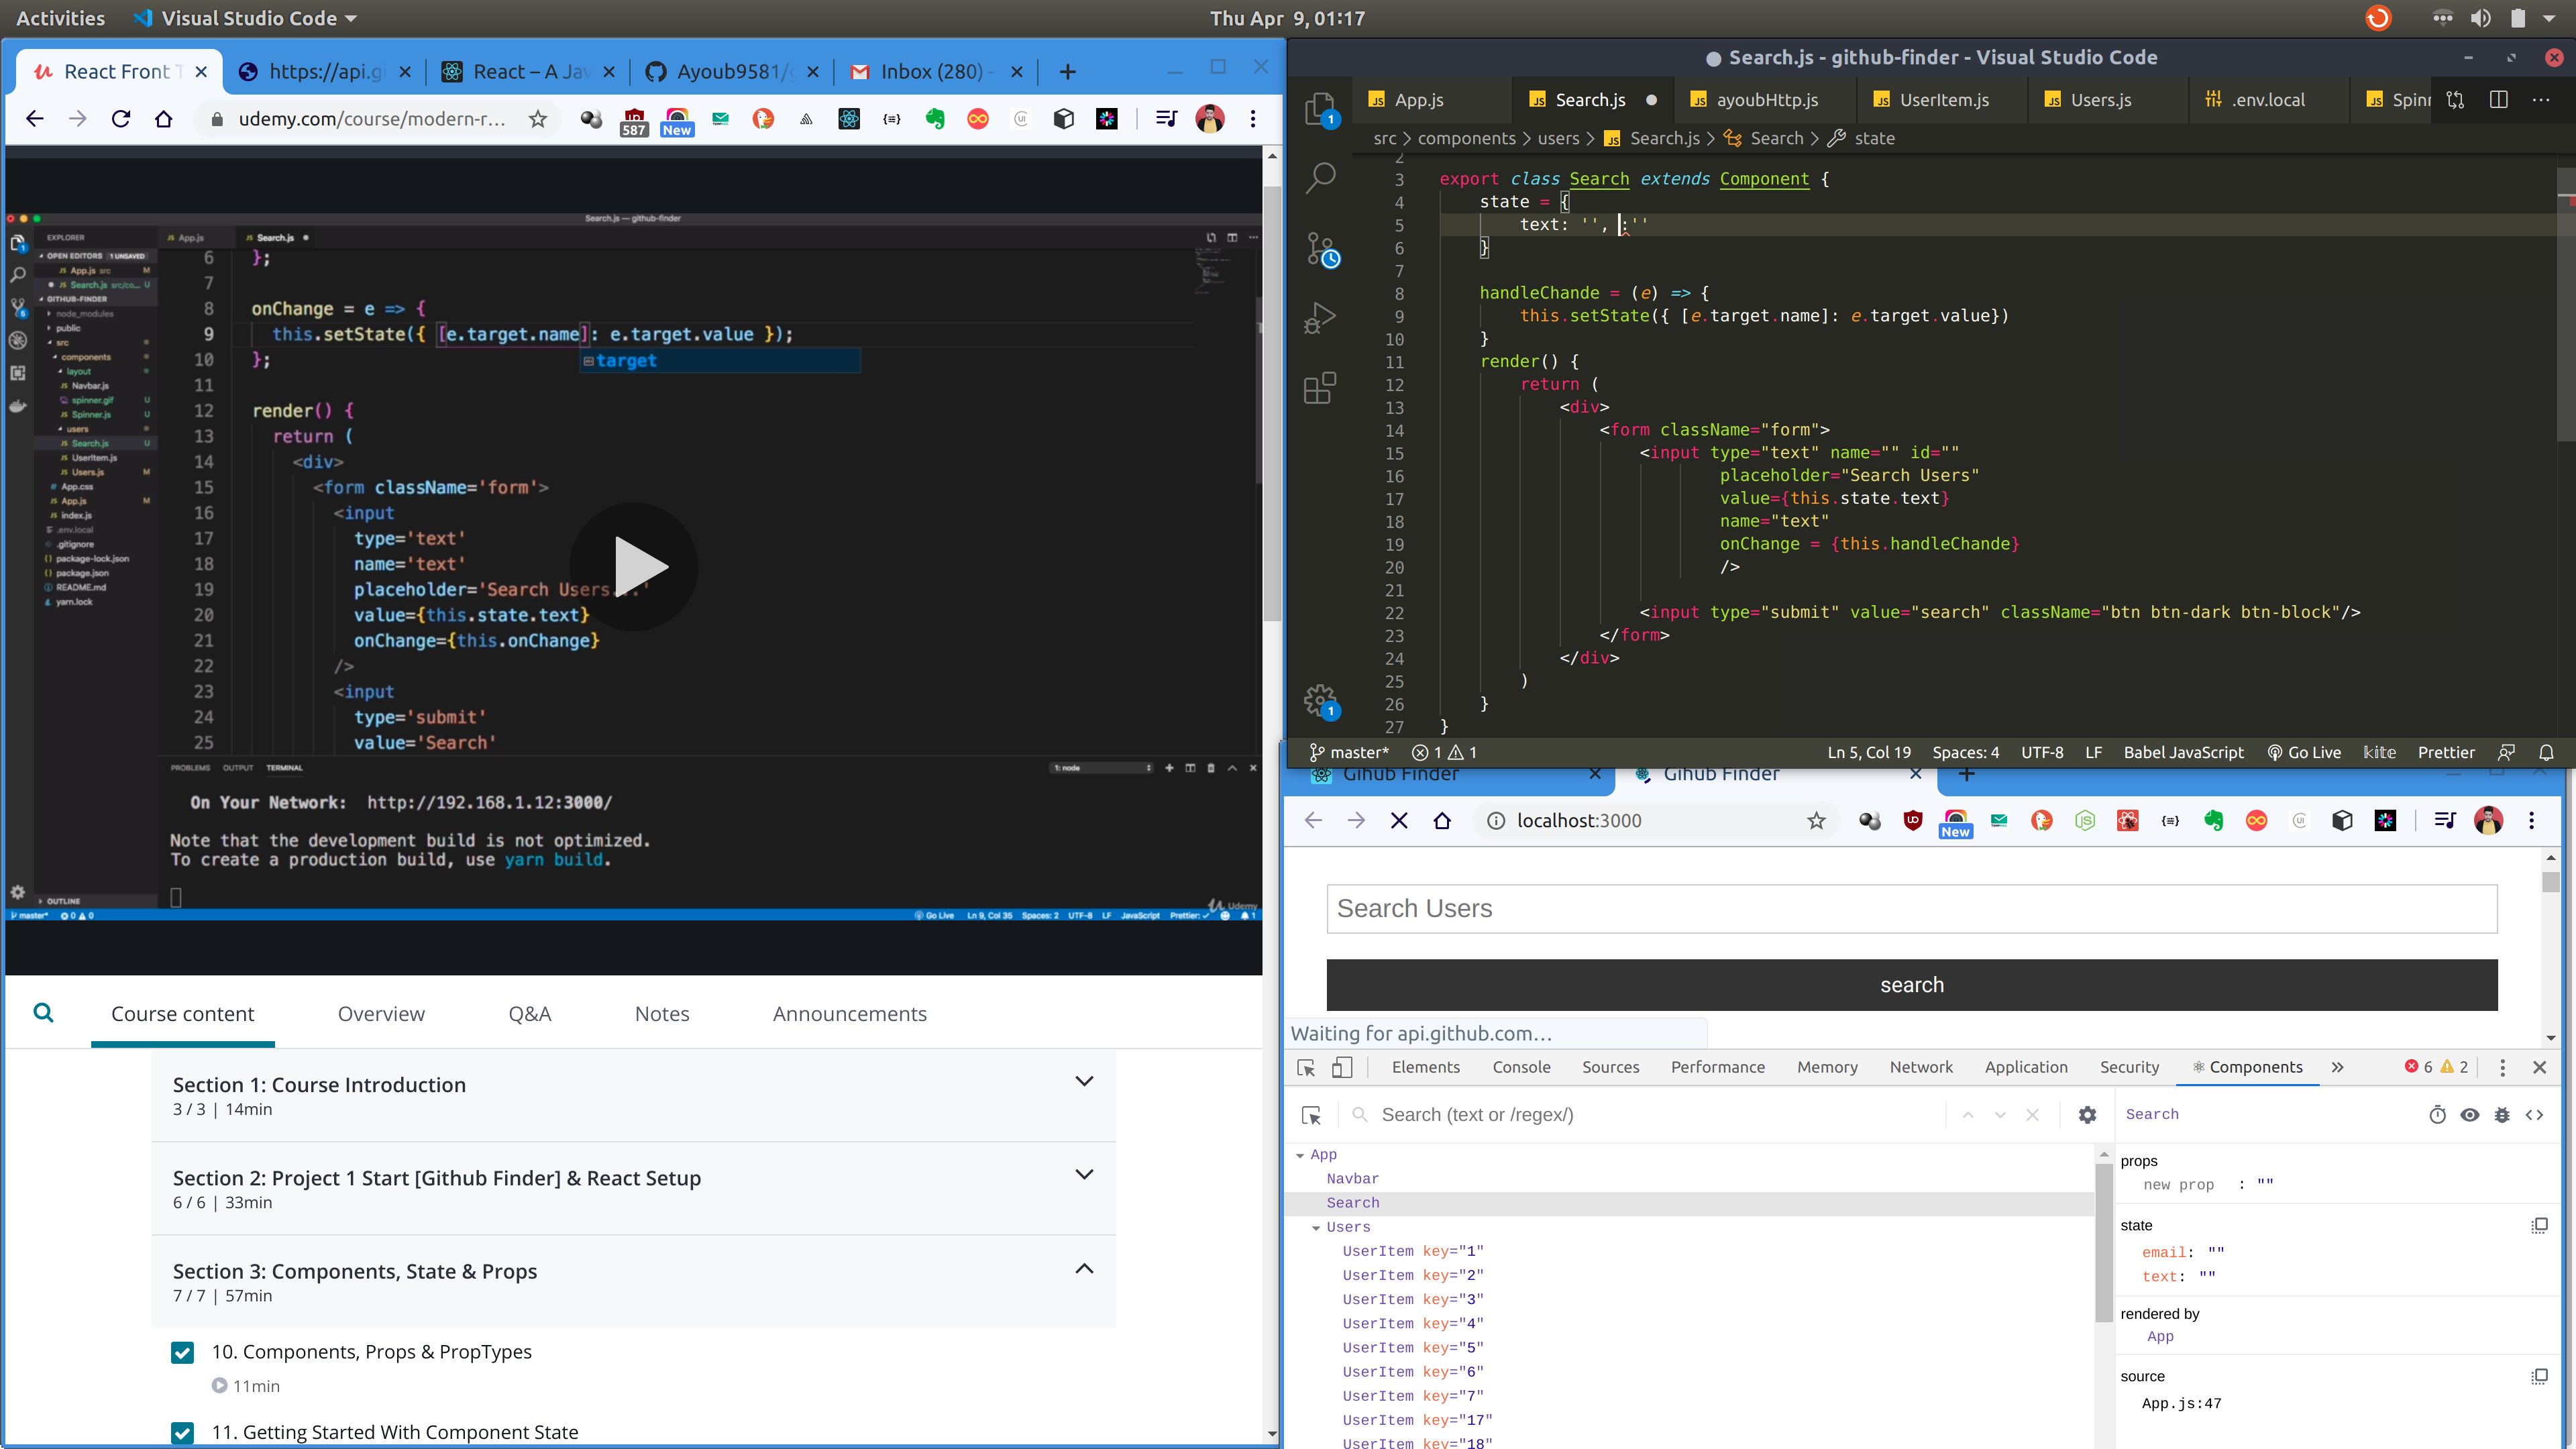 Activities
Visual Studio Code
Thu Apr 9, 01:17
React Front T
https://api.gi
React – A Jav
Ayoub9581/g
Inbox (280) -
udemy.com/course/modern-r...
587
New
Search.js — github-finder
EXPLORER
App.js
Search.js
OPEN EDITORS 1 UNSAVED
App.js src M
Search.js src/co... U
GITHUB-FINDER
node_modules
public
src
components
layout
Navbar.js
spinner.gif U
Spinner.js U
users
Search.js U
UserItem.js
Users.js M
App.css
App.js M
index.js
.env.local
.gitignore
package-lock.json
package.json
README.md
yarn.lock
OUTLINE
6 };
7
8 onChange = e => {
9 this.setState({ [e.target.name]: e.target.value });
target
10 };
11
12 render() {
13 return (
14 <div>
15 <form className='form'>
16 <input
17 type='text'
18 name='text'
19 placeholder='Search Users...'
20 value={this.state.text}
21 onChange={this.onChange}
22 />
23 <input
24 type='submit'
25 value='Search'
PROBLEMS OUTPUT TERMINAL
1: node
On Your Network: http://192.168.1.12:3000/
Note that the development build is not optimized.
To create a production build, use yarn build.
Udemy
master* 0 0
Go Live Ln 9, Col 35 Spaces: 2 UTF-8 LF JavaScript Prettier: ✓ 1
Course content
Overview
Q&A
Notes
Announcements
Section 1: Course Introduction
3 / 3 | 14min
Section 2: Project 1 Start [Github Finder] & React Setup
6 / 6 | 33min
Section 3: Components, State & Props
7 / 7 | 57min
10. Components, Props & PropTypes
11min
11. Getting Started With Component State
● Search.js - github-finder - Visual Studio Code
App.js
Search.js
ayoubHttp.js
UserItem.js
Users.js
.env.local
Spinn
src > components > users > Search.js > Search > state
2
3 export class Search extends Component {
4 state = {
5 text: '', :''
6 }
7
8 handleChande = (e) => {
9 this.setState({ [e.target.name]: e.target.value})
10 }
11 render() {
12 return (
13 <div>
14 <form className="form">
15 <input type="text" name="" id=""
16 placeholder="Search Users"
17 value={this.state.text}
18 name="text"
19 onChange = {this.handleChande}
20 />
21
22 <input type="submit" value="search" className="btn btn-dark btn-block"/>
23 </form>
24 </div>
25 )
26 }
27 }
master* 1 1
Ln 5, Col 19 Spaces: 4 UTF-8 LF Babel JavaScript Go Live kite Prettier
Gihub Finder
Gihub Finder
localhost:3000
New
Search Users
search
Waiting for api.github.com...
Elements Console Sources Performance Memory Network Application Security Components » 6 2
Search (text or /regex/)
App
Navbar
Search
Users
UserItem key="1"
UserItem key="2"
UserItem key="3"
UserItem key="4"
UserItem key="5"
UserItem key="6"
UserItem key="7"
UserItem key="17"
UserItem key="18"
Search
props
new prop : ""
state
email: ""
text: ""
rendered by
App
source
App.js:47